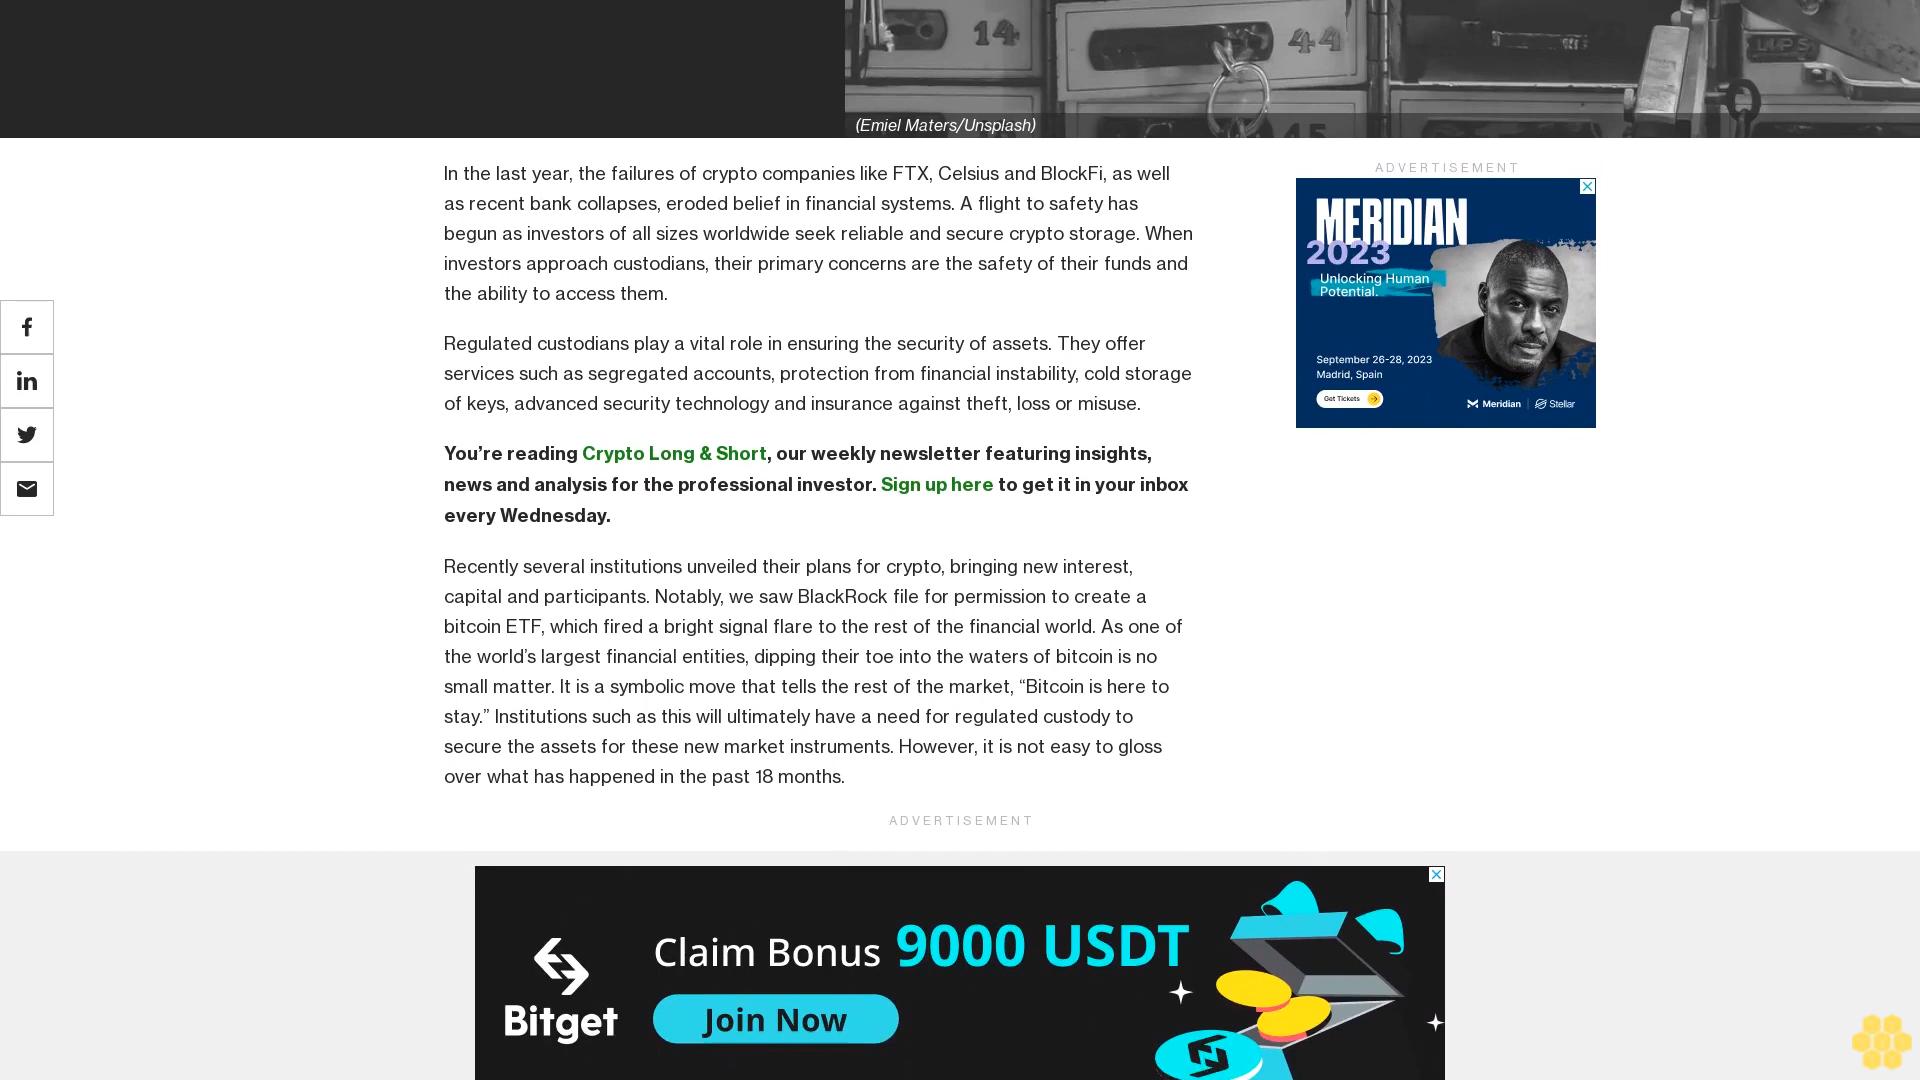 14
44
45
LIPS
(Emiel Maters/Unsplash)
In the last year, the failures of crypto companies like FTX, Celsius and BlockFi, as well
as recent bank collapses, eroded belief in financial systems. A flight to safety has
begun as investors of all sizes worldwide seek reliable and secure crypto storage. When
investors approach custodians, their primary concerns are the safety of their funds and
the ability to access them.
Regulated custodians play a vital role in ensuring the security of assets. They offer
services such as segregated accounts, protection from financial instability, cold storage
of keys, advanced security technology and insurance against theft, loss or misuse.
You’re reading Crypto Long & Short, our weekly newsletter featuring insights,
news and analysis for the professional investor. Sign up here to get it in your inbox
every Wednesday.
Recently several institutions unveiled their plans for crypto, bringing new interest,
capital and participants. Notably, we saw BlackRock file for permission to create a
bitcoin ETF, which fired a bright signal flare to the rest of the financial world. As one of
the world’s largest financial entities, dipping their toe into the waters of bitcoin is no
small matter. It is a symbolic move that tells the rest of the market, “Bitcoin is here to
stay.” Institutions such as this will ultimately have a need for regulated custody to
secure the assets for these new market instruments. However, it is not easy to gloss
over what has happened in the past 18 months.
ADVERTISEMENT
MERIDIAN
2023
Unlocking Human
Potential.
September 26-28, 2023
Madrid, Spain
Get Tickets
Meridian | Stellar
ADVERTISEMENT
Claim Bonus 9000 USDT
Bitget
Join Now